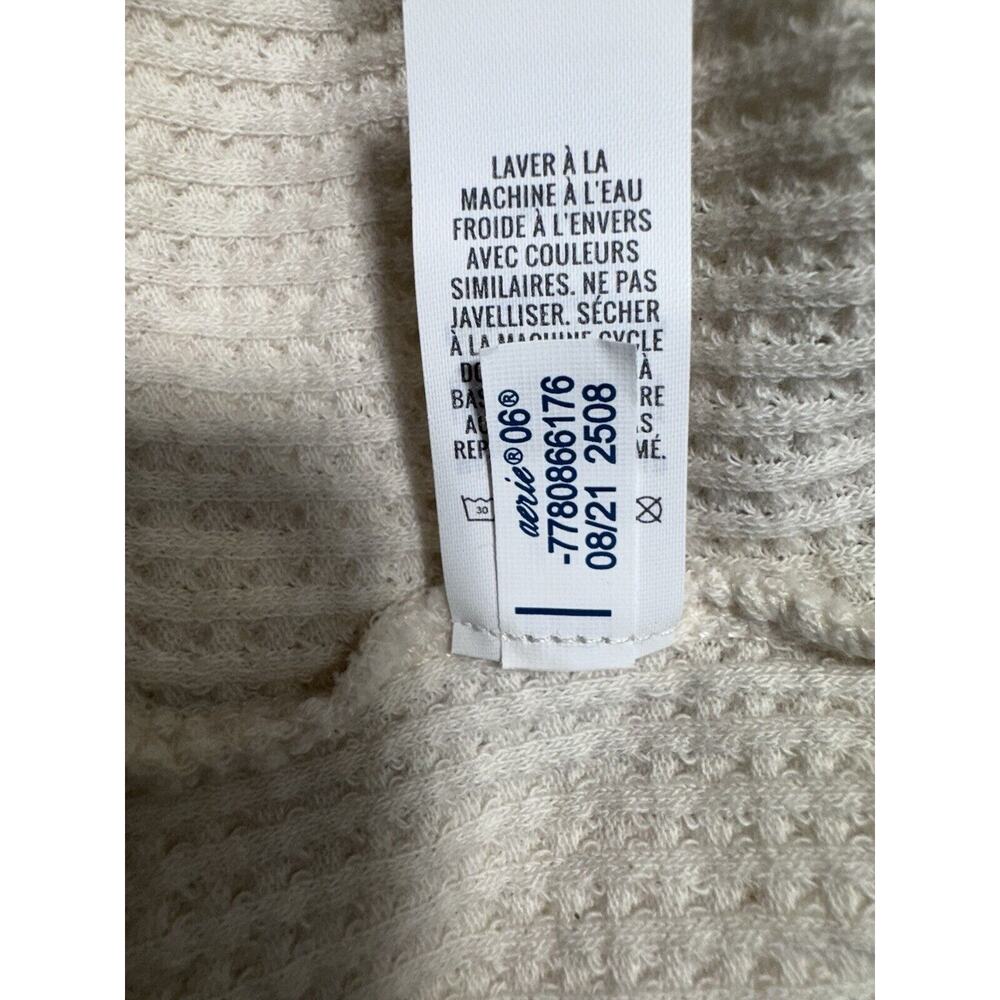 LAVER À LA
MACHINE À L'EAU
FROIDE À L'ENVERS
AVEC COULEURS
SIMILAIRES. NE PAS
JAVELLISER. SÉCHER
À LA MACHINE CYCLE
À
30
aerie® 06®
-7780866176
08/21 2508